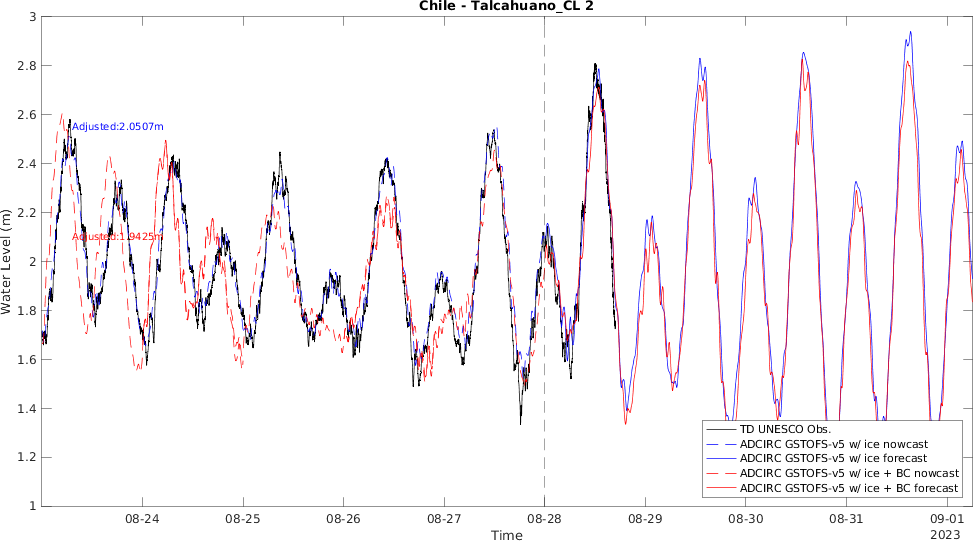 Chile - Talcahuano_CL 2
3
2.8
2.6
2.4
2.2
2
1.8
1.6
1.4
1.2
1
Water Level (m)
Adjusted:2.0507m
Adjusted:1.9425m
TD UNESCO Obs.
ADCIRC GSTOFS-v5 w/ ice nowcast
ADCIRC GSTOFS-v5 w/ ice forecast
ADCIRC GSTOFS-v5 w/ ice + BC nowcast
ADCIRC GSTOFS-v5 w/ ice + BC forecast
08-24 08-25 08-26 08-27 08-28 08-29 08-30 08-31 09-01
2023
Time